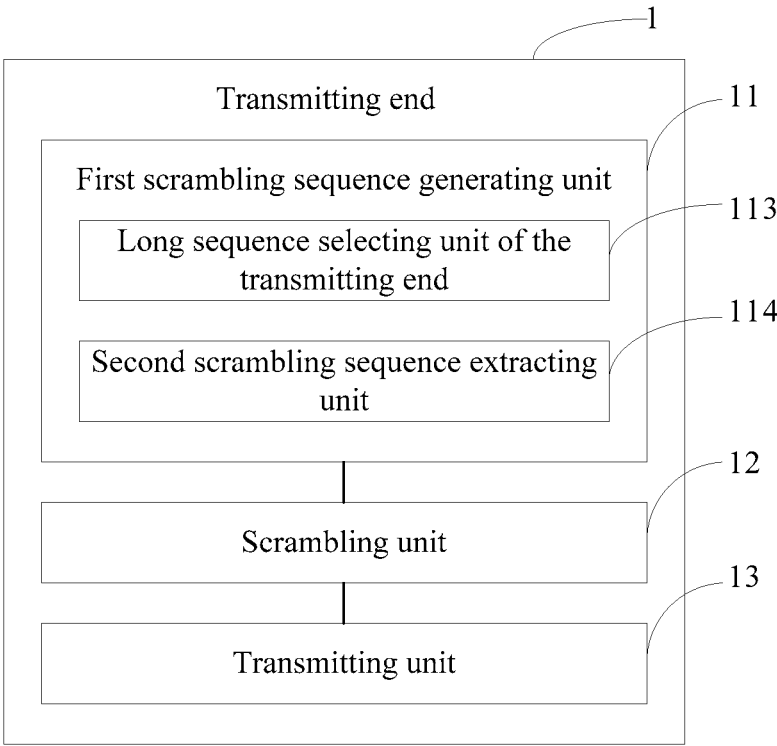 1
Transmitting end
11
First scrambling sequence generating unit
113
Long sequence selecting unit of the
transmitting end
114
Second scrambling sequence extracting
unit
12
Scrambling unit
13
Transmitting unit